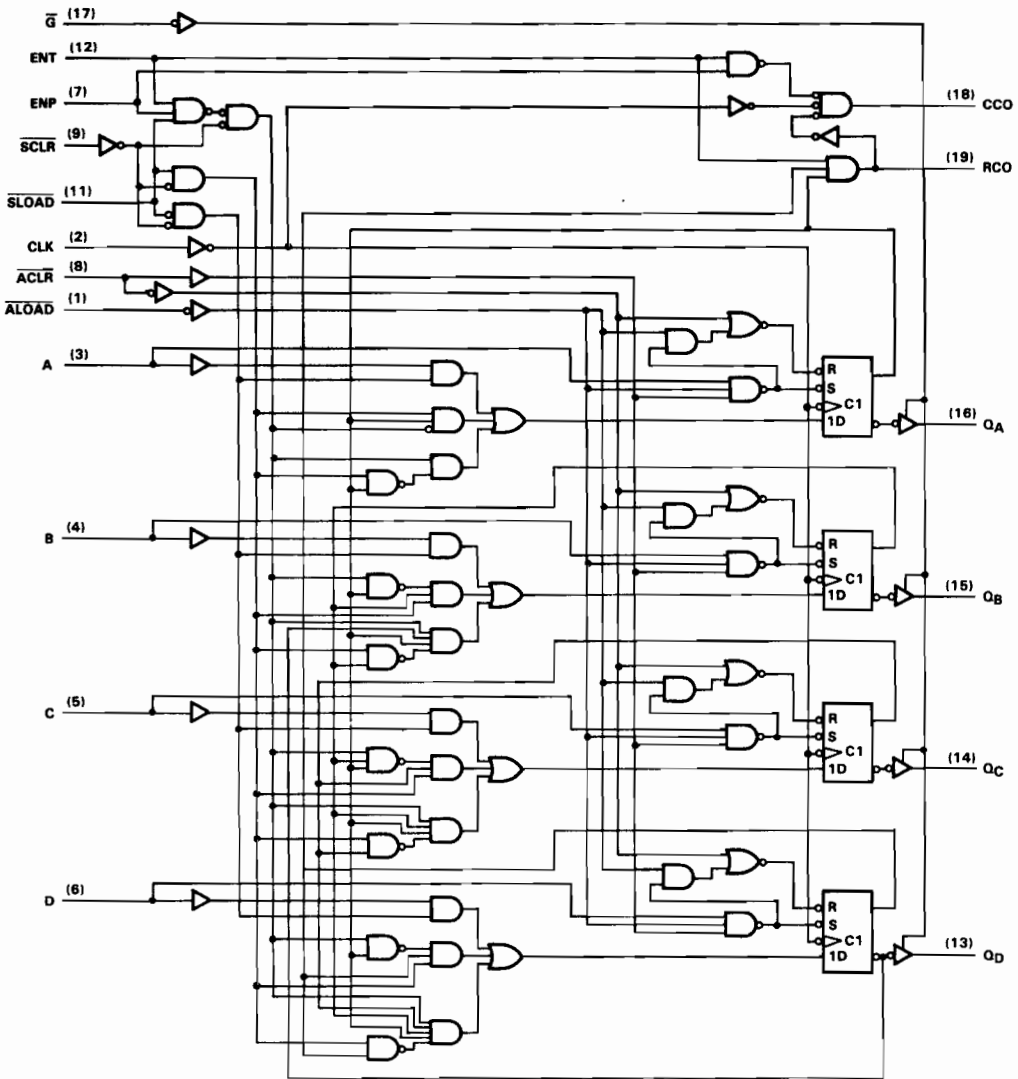 G (17)
ENT (12)
ENP (7)
SCLR (9)
SLOAD (11)
CLK (2)
ACLR (8)
ALOAD (1)
(18) CCO
(19) RCO
A (3)
R
S
C1
1D
(16) QA
B (4)
R
S
C1
1D
(15) QB
C (5)
R
S
C1
1D
(14) QC
D (6)
R
S
C1
1D
(13) QD